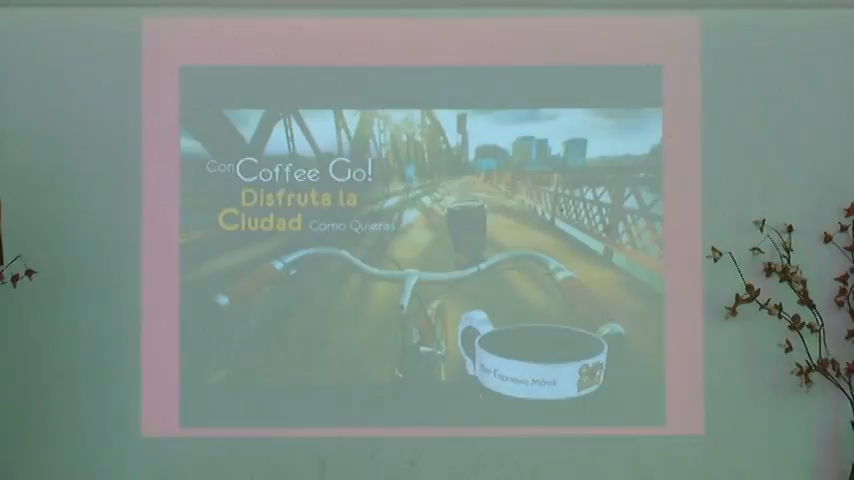 Con Coffee Go!
Disfruta la
Ciudad Como Quieras
Bar Espresso Móvil